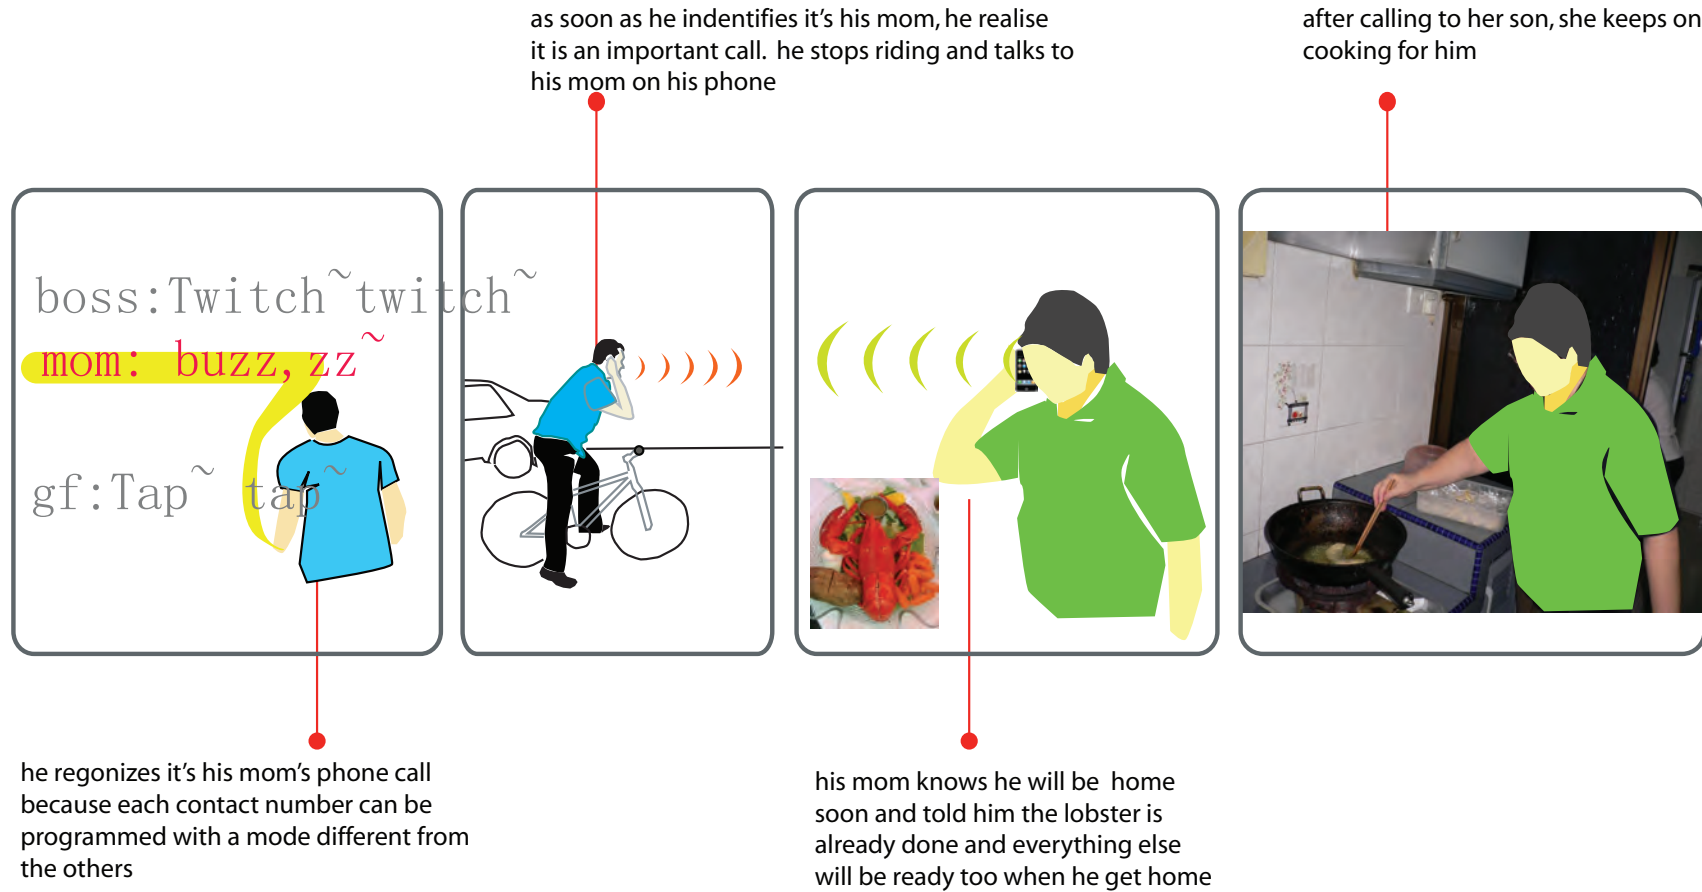 as soon as he indentifies it's his mom, he realise
it is an important call.  he stops riding and talks to
his mom on his phone
after calling to her son, she keeps on
cooking for him
boss:Twitch~twitch~
mom: buzz, zz~
gf:Tap~ tap~
he regonizes it's his mom's phone call
because each contact number can be
programmed with a mode different from
the others
his mom knows he will be  home
soon and told him the lobster is
already done and everything else
will be ready too when he get home